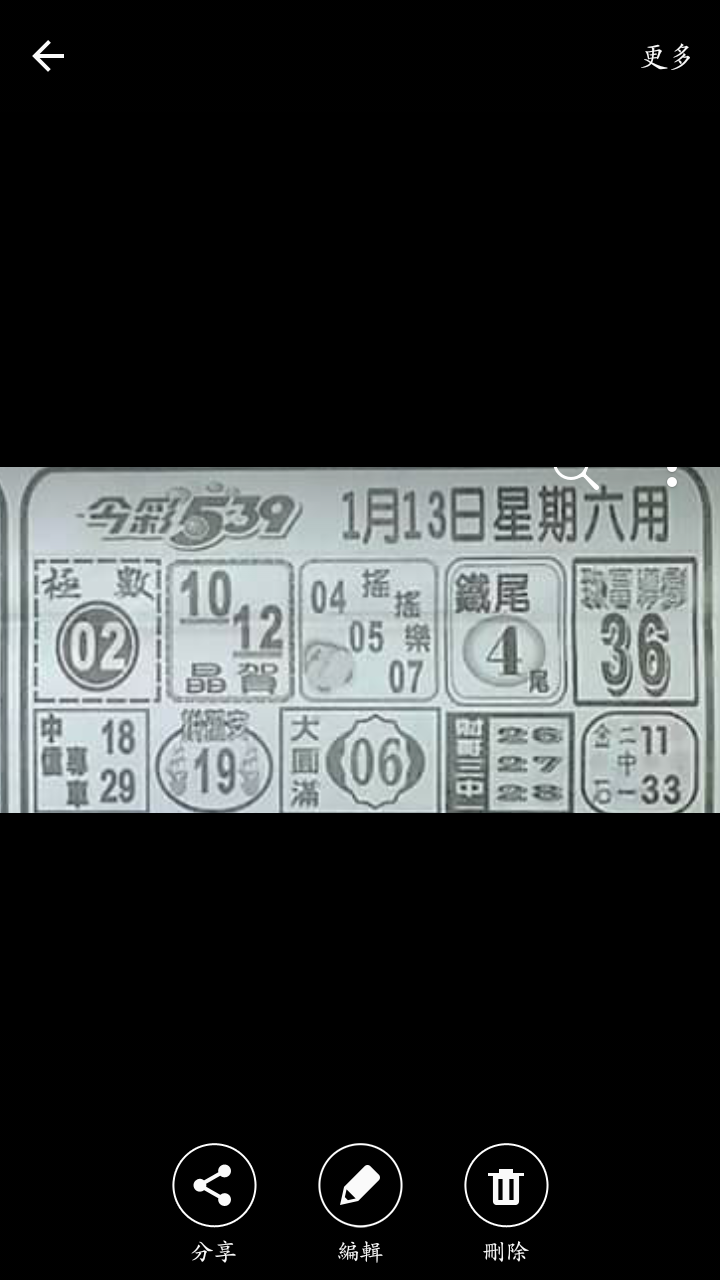 更多
今彩539 1月13日星期六用
極數
02
10
12
晶賀
04 搖搖樂
05
07
鐵尾
4尾
36
中值專車
18
29
19
大圓滿
06
26
27
28
二中一
11
33
分享 編輯 刪除